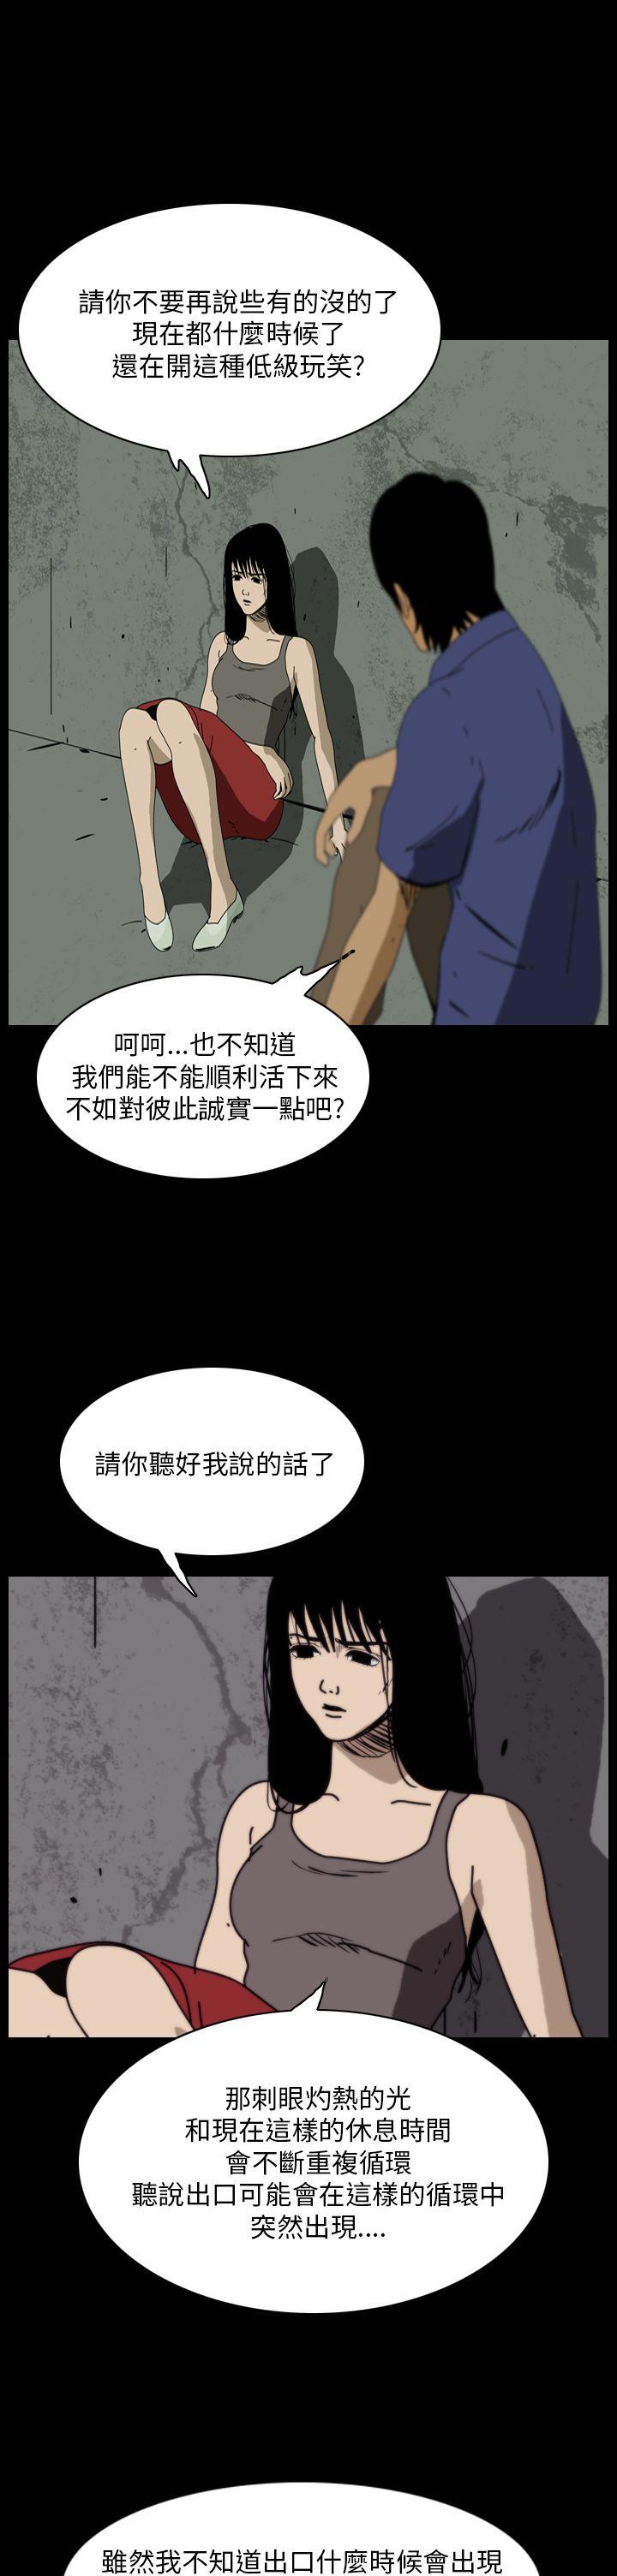 請你不要再說些有的沒的了
現在都什麼時候了
還在開這種低級玩笑?
呵呵...也不知道
我們能不能順利活下來
不如對彼此誠實一點吧?
請你聽好我說的話了
那刺眼灼熱的光
和現在這樣的休息時間
會不斷重複循環
聽說出口可能會在這樣的循環中
突然出現....
雖然我不知道出口什麼時候會出現